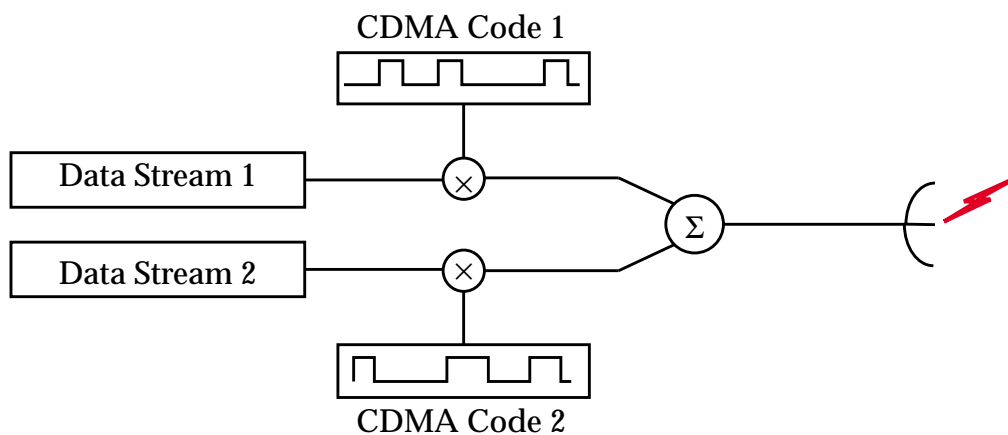 CDMA Code 1
Data Stream 1
×
Σ
Data Stream 2
×
CDMA Code 2